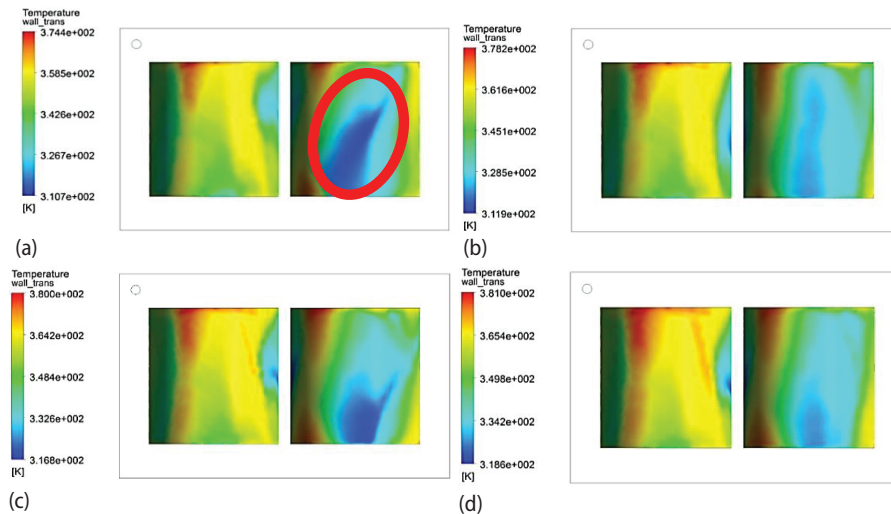 Temperature
wall_trans
3.744e+002
3.585e+002
3.426e+002
3.267e+002
3.107e+002
[K]
(a)
Temperature
wall_trans
3.782e+002
3.616e+002
3.451e+002
3.285e+002
3.119e+002
[K]
(b)
Temperature
wall_trans
3.800e+002
3.642e+002
3.484e+002
3.326e+002
3.168e+002
[K]
(c)
Temperature
wall_trans
3.810e+002
3.654e+002
3.498e+002
3.342e+002
3.186e+002
[K]
(d)